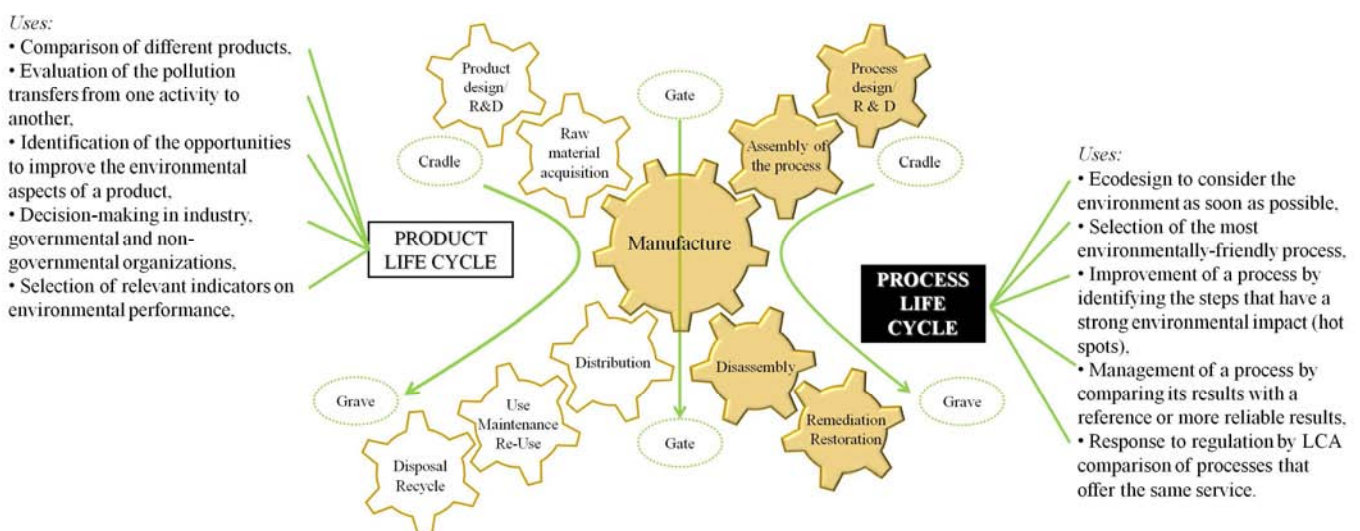 Uses:
• Comparison of different products,
• Evaluation of the pollution
transfers from one activity to
another,
• Identification of the opportunities
to improve the environmental
aspects of a product,
• Decision-making in industry,
governmental and non-
governmental organizations,
• Selection of relevant indicators on
environmental performance,
PRODUCT
LIFE CYCLE
Product
design/
R&D
Raw
material
acquisition
Cradle
Gate
Manufacture
Process
design/
R & D
Assembly of
the process
Cradle
Distribution
Use
Maintenance
Re-Use
Disposal
Recycle
Grave
Gate
Disassembly
Remediation
Restoration
Grave
PROCESS
LIFE
CYCLE
Uses:
• Ecodesign to consider the
environment as soon as possible,
• Selection of the most
environmentally-friendly process,
• Improvement of a process by
identifying the steps that have a
strong environmental impact (hot
spots),
• Management of a process by
comparing its results with a
reference or more reliable results,
• Response to regulation by LCA
comparison of processes that
offer the same service.